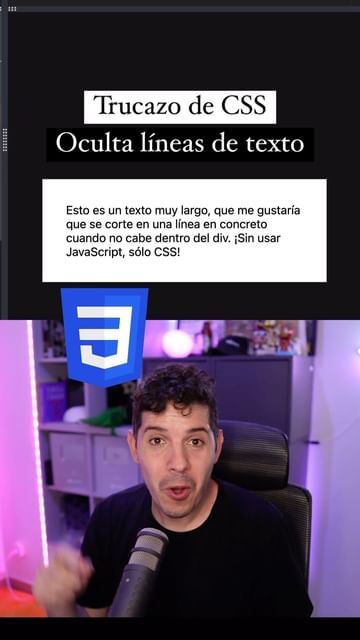 Trucazo de CSS
Oculta líneas de texto
Esto es un texto muy largo, que me gustaría
que se corte en una línea en concreto
cuando no cabe dentro del div. ¡Sin usar
JavaScript, sólo CSS!
3